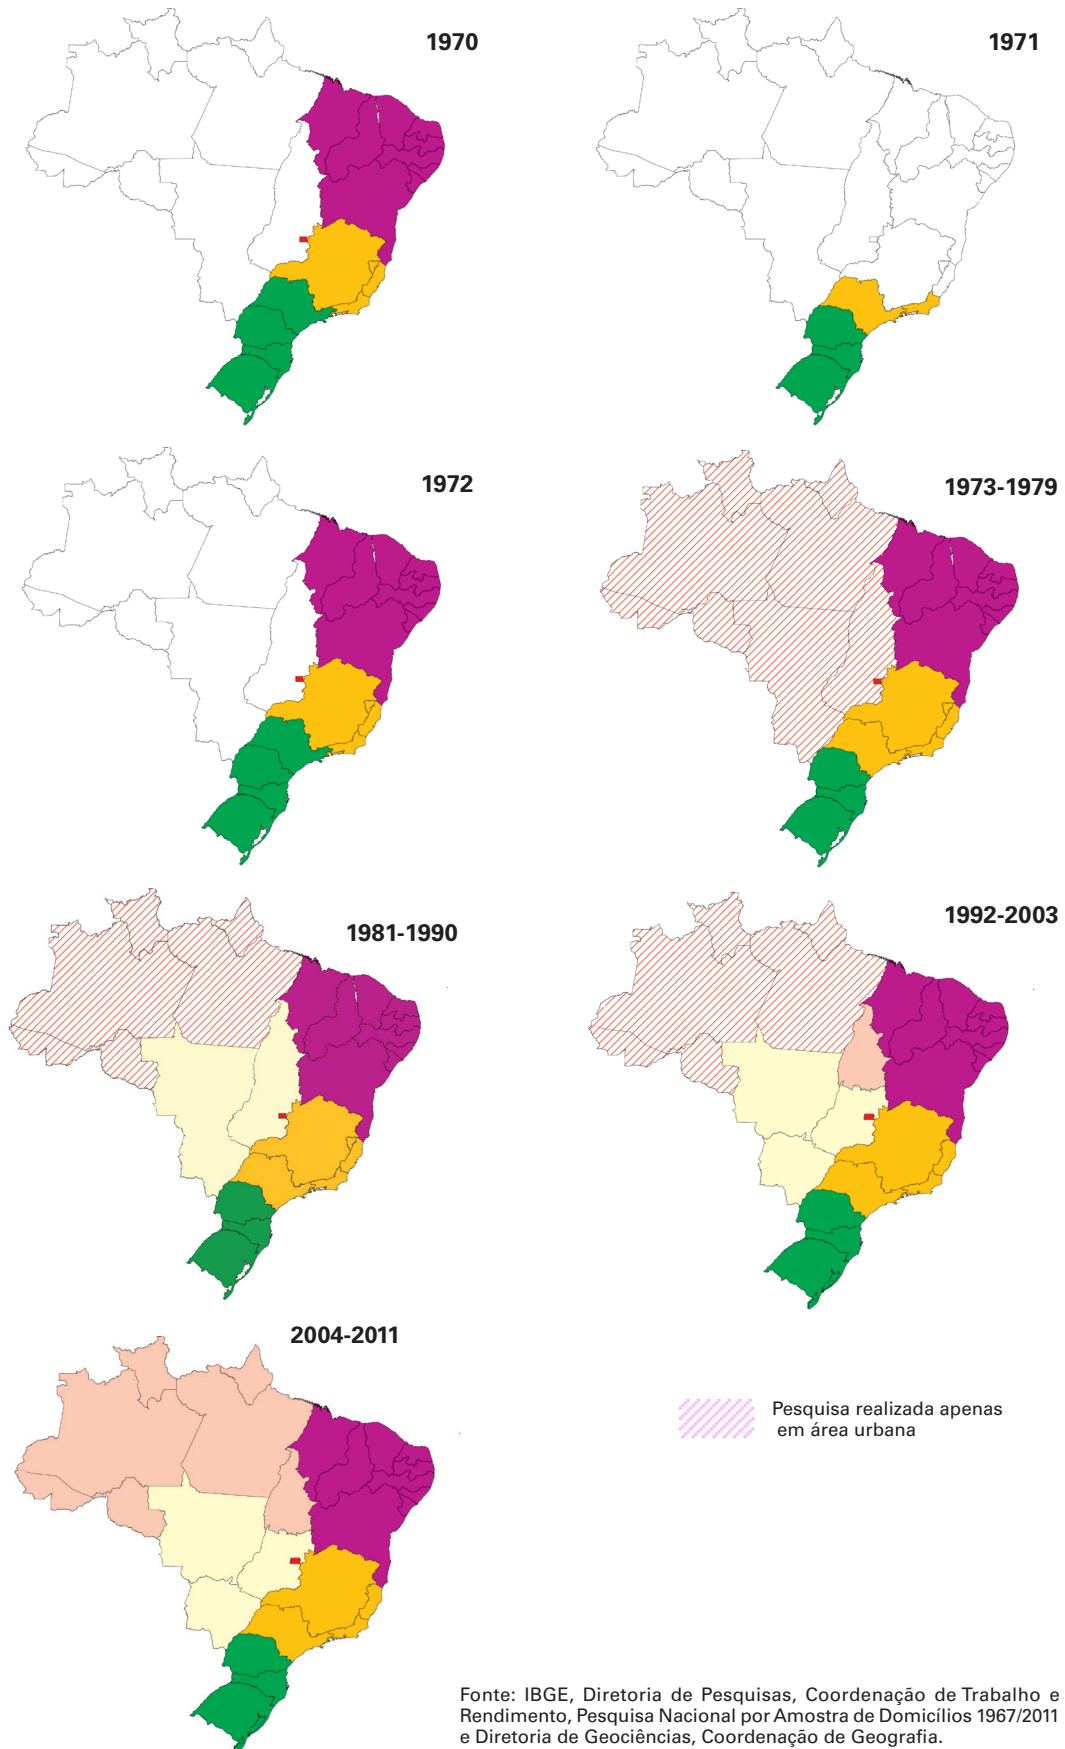 1970
1971
1972
1973-1979
1981-1990
1992-2003
2004-2011
Pesquisa realizada apenas
em área urbana
Fonte: IBGE, Diretoria de Pesquisas, Coordenação de Trabalho e
Rendimento, Pesquisa Nacional por Amostra de Domicílios 1967/2011
e Diretoria de Geociências, Coordenação de Geografia.